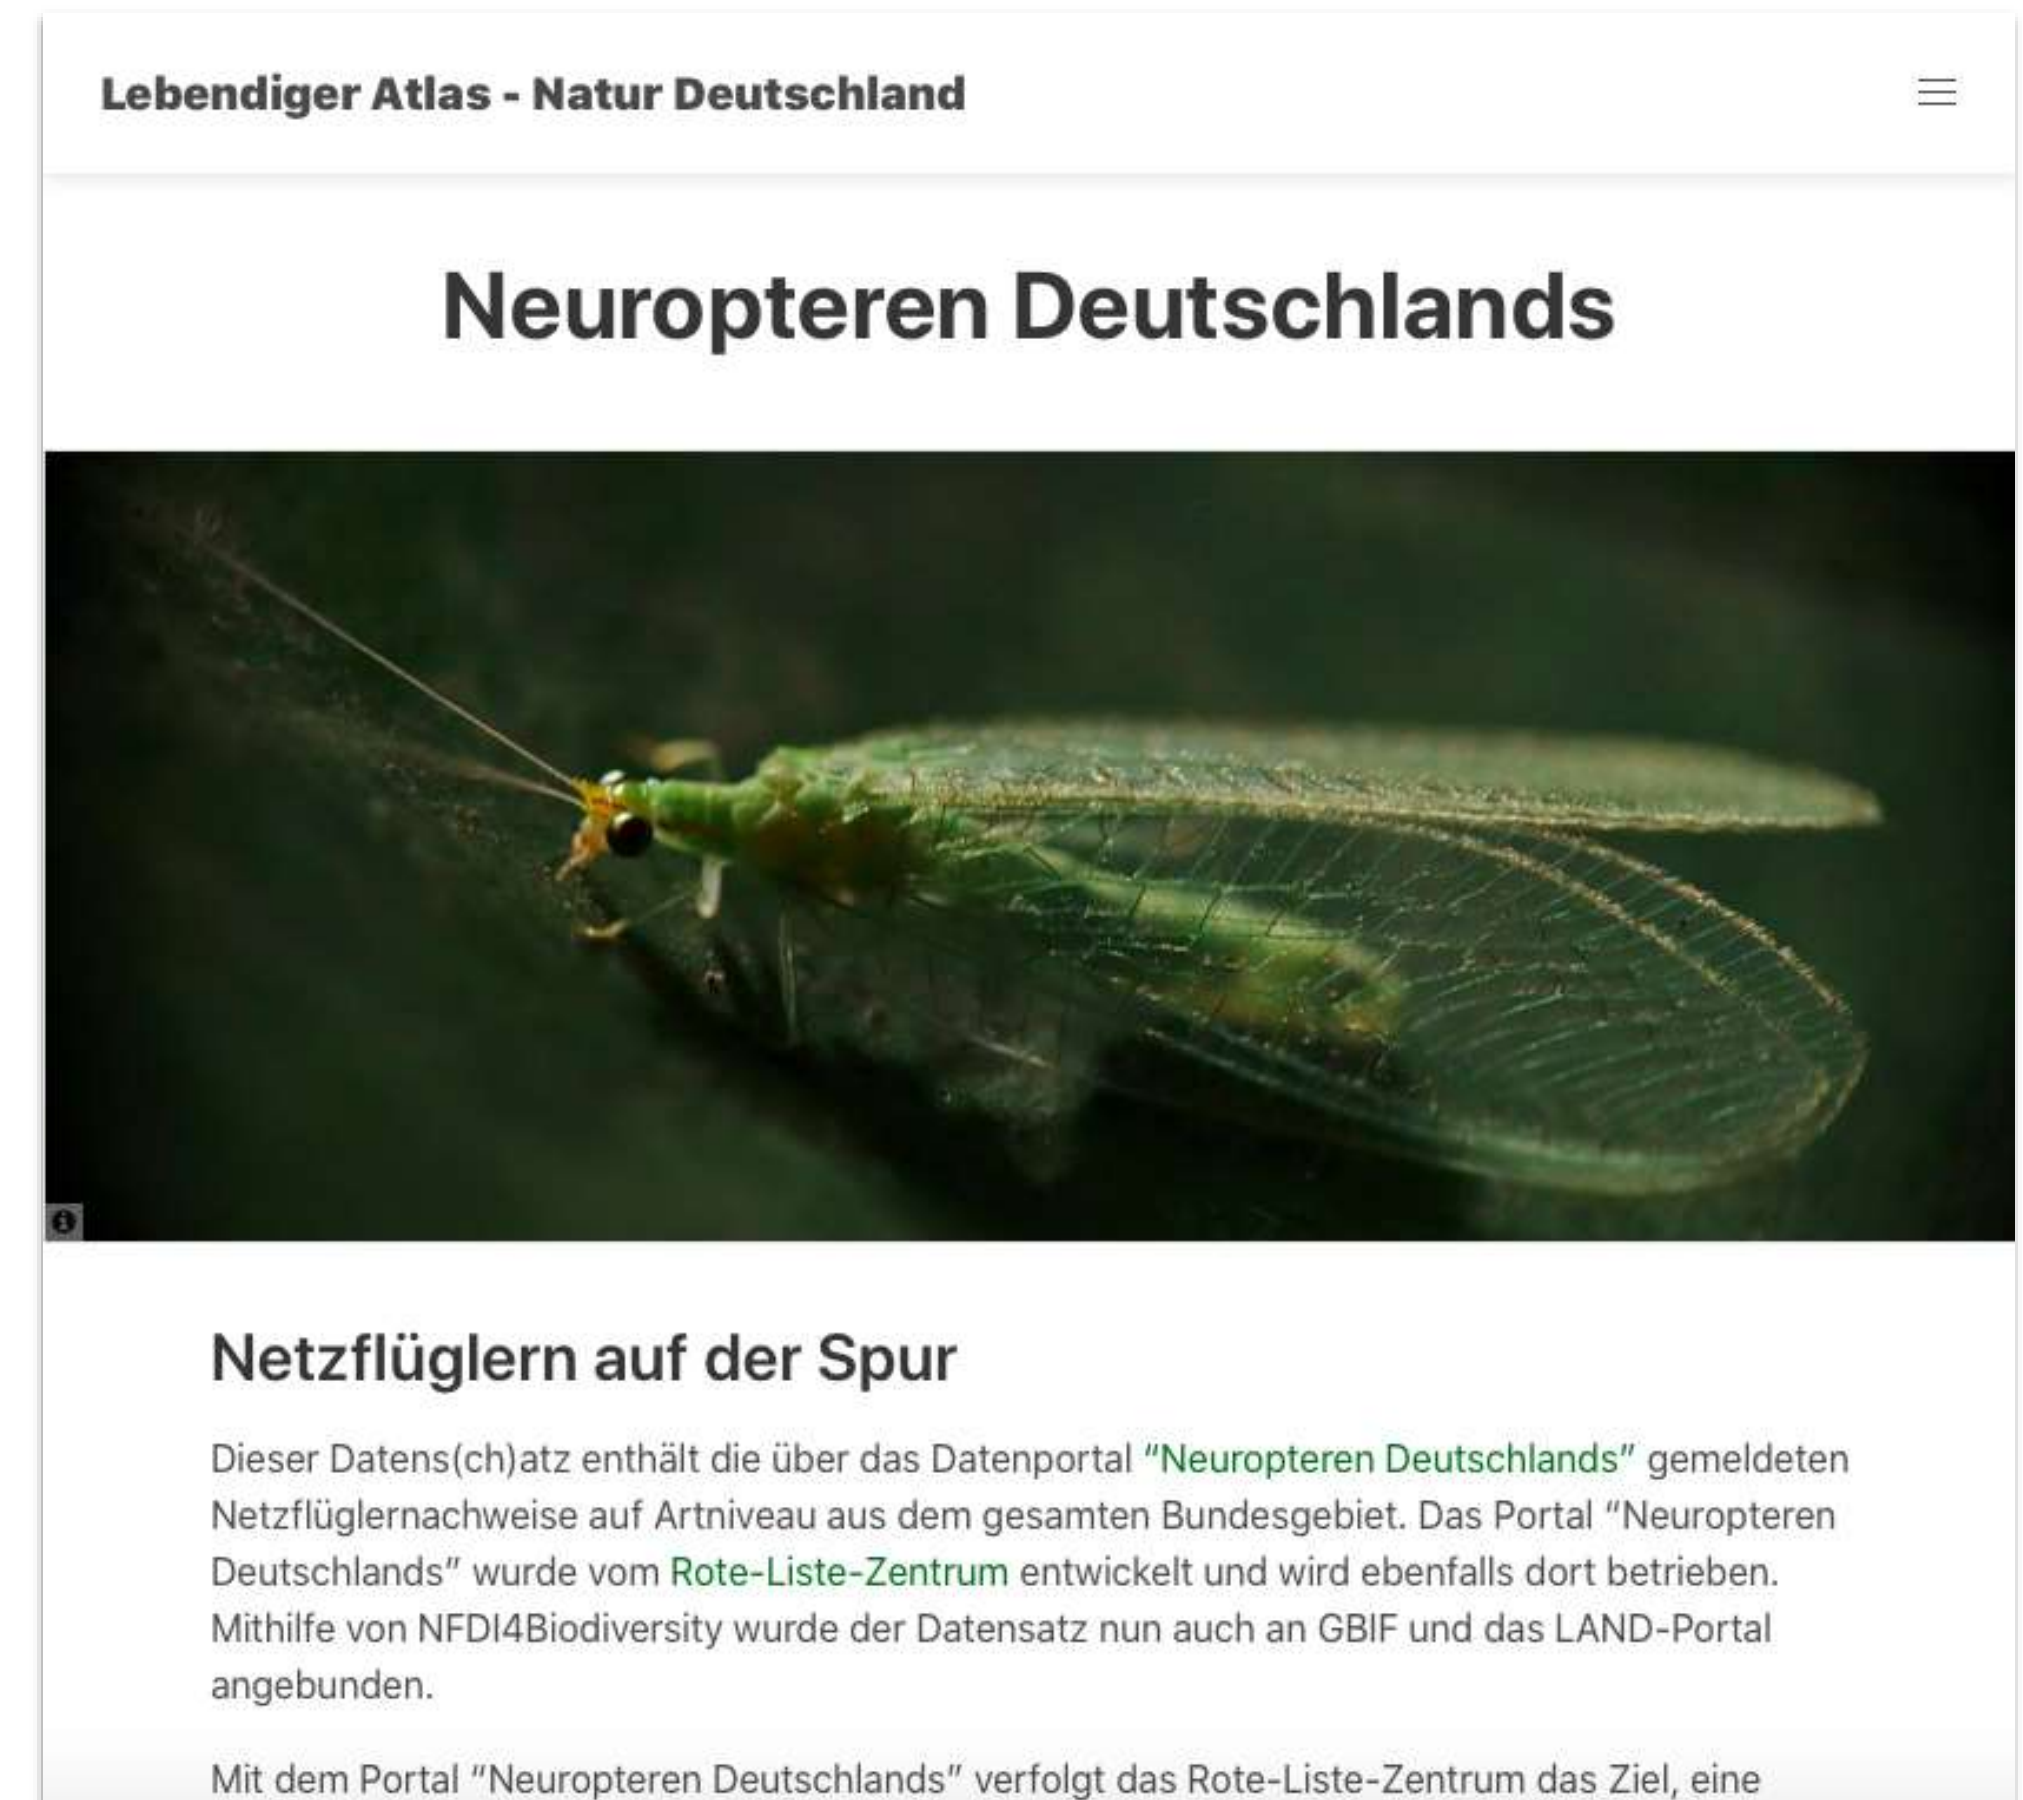 Lebendiger Atlas - Natur Deutschland
Neuropteren Deutschlands
Netzflüglern auf der Spur
Dieser Datens(ch)atz enthält die über das Datenportal “Neuropteren Deutschlands” gemeldeten
Netzflüglernachweise auf Artniveau aus dem gesamten Bundesgebiet. Das Portal “Neuropteren
Deutschlands” wurde vom Rote-Liste-Zentrum entwickelt und wird ebenfalls dort betrieben.
Mithilfe von NFDI4Biodiversity wurde der Datensatz nun auch an GBIF und das LAND-Portal
angebunden.
Mit dem Portal “Neuropteren Deutschlands” verfolgt das Rote-Liste-Zentrum das Ziel, eine